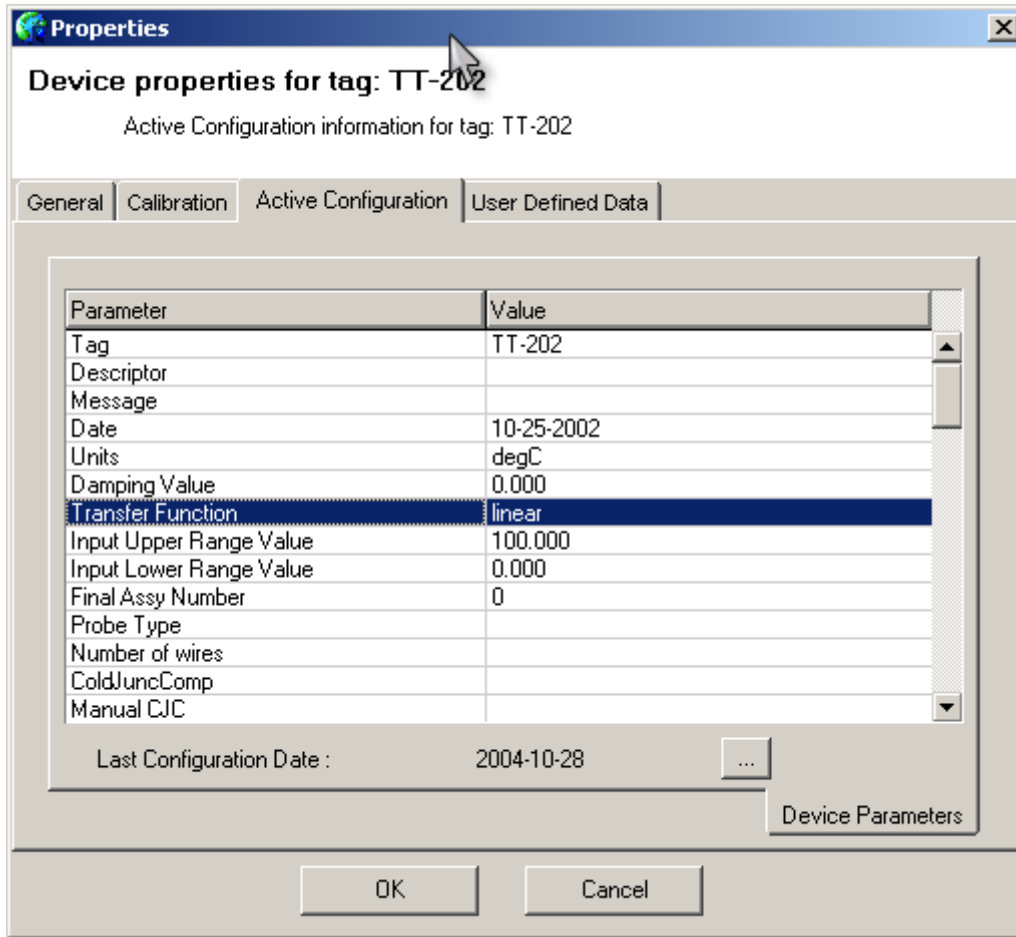 Properties
Device properties for tag: TT-202
Active Configuration information for tag: TT-202
General Calibration Active Configuration User Defined Data
Parameter Value
Tag TT-202
Descriptor
Message
Date 10-25-2002
Units degC
Damping Value 0.000
Transfer Function linear
Input Upper Range Value 100.000
Input Lower Range Value 0.000
Final Assy Number 0
Probe Type
Number of wires
ColdJuncComp
Manual CJC
Last Configuration Date : 2004-10-28 ...
Device Parameters
OK Cancel